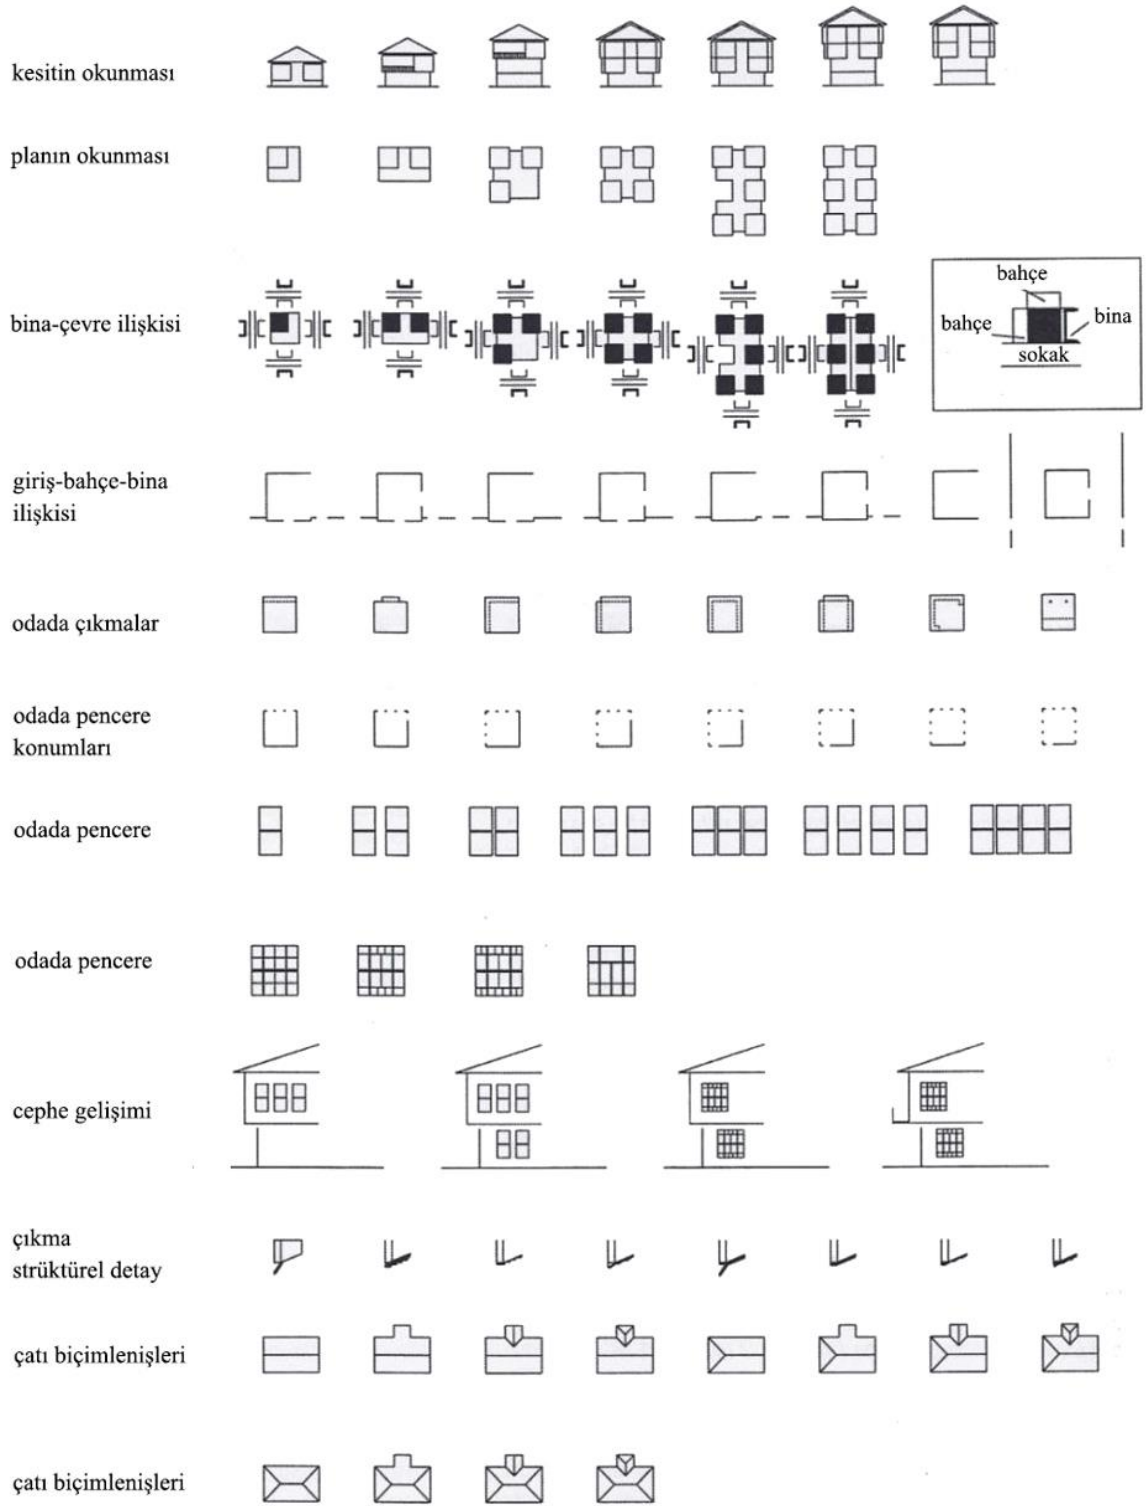 kesitin okunması
planın okunması
bina-çevre ilişkisi
bahçe
bahçe
bina
sokak
giriş-bahçe-bina
ilişkisi
odada çıkmalar
odada pencere
konumları
odada pencere
odada pencere
cephe gelişimi
çıkma
strüktürel detay
çatı biçimlenişleri
çatı biçimlenişleri